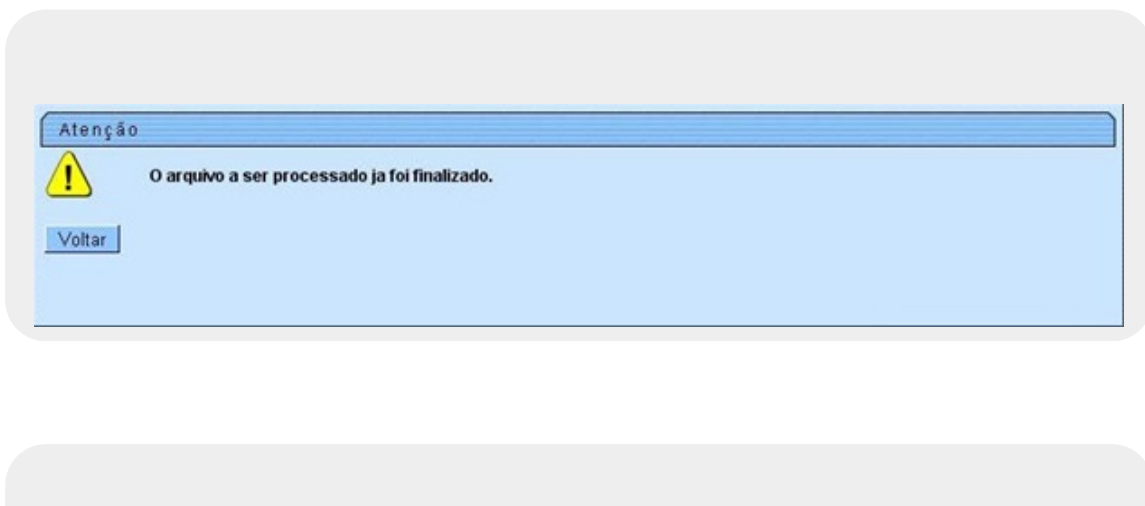 Atenção
O arquivo a ser processado ja foi finalizado.
Voltar